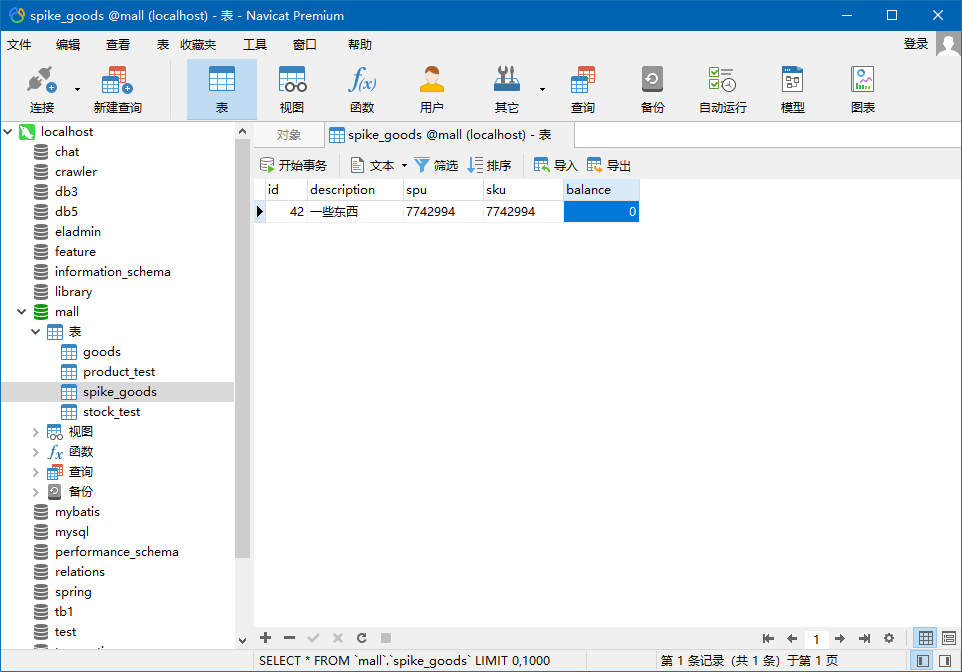 spike_goods @mall (localhost) - 表 - Navicat Premium
文件 编辑 查看 表 收藏夹 工具 窗口 帮助 登录
连接 新建查询 表 视图 函数 用户 其它 查询 备份 自动运行 模型 图表
localhost
chat
crawler
db3
db5
eladmin
feature
information_schema
library
mall
表
goods
product_test
spike_goods
stock_test
视图
函数
查询
备份
mybatis
mysql
performance_schema
relations
spring
tb1
test
对象 spike_goods @mall (localhost) - 表
开始事务 文本 筛选 排序 导入 导出
id description spu sku balance
42 一些东西 7742994 7742994 0
1
SELECT * FROM `mall`.`spike_goods` LIMIT 0,1000 第 1 条记录（共 1 条）于第 1 页